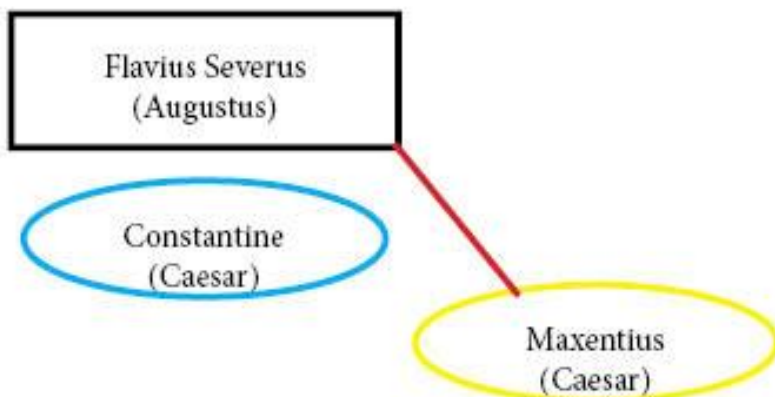 Flavius Severus
(Augustus)
Constantine
(Caesar)
Maxentius
(Caesar)